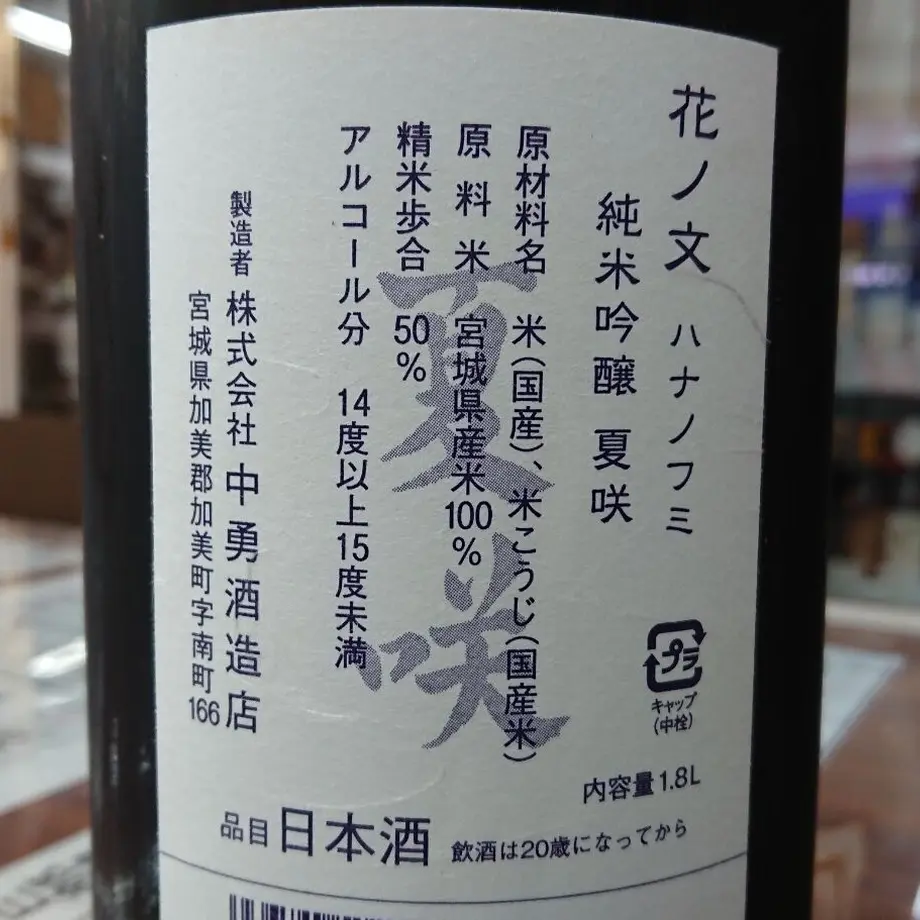 花ノ文 ハナノフミ
純米吟醸 夏咲
原材料名 米(国産)、米こうじ(国産米)
原料米 宮城県産米100%
精米歩合 50%
アルコール分 14度以上15度未満
製造者 株式会社 中勇酒造店
宮城県加美郡加美町字南町166
夏咲
プラ
キャップ
(中栓)
内容量1.8L
品目 日本酒 飲酒は20歳になってから